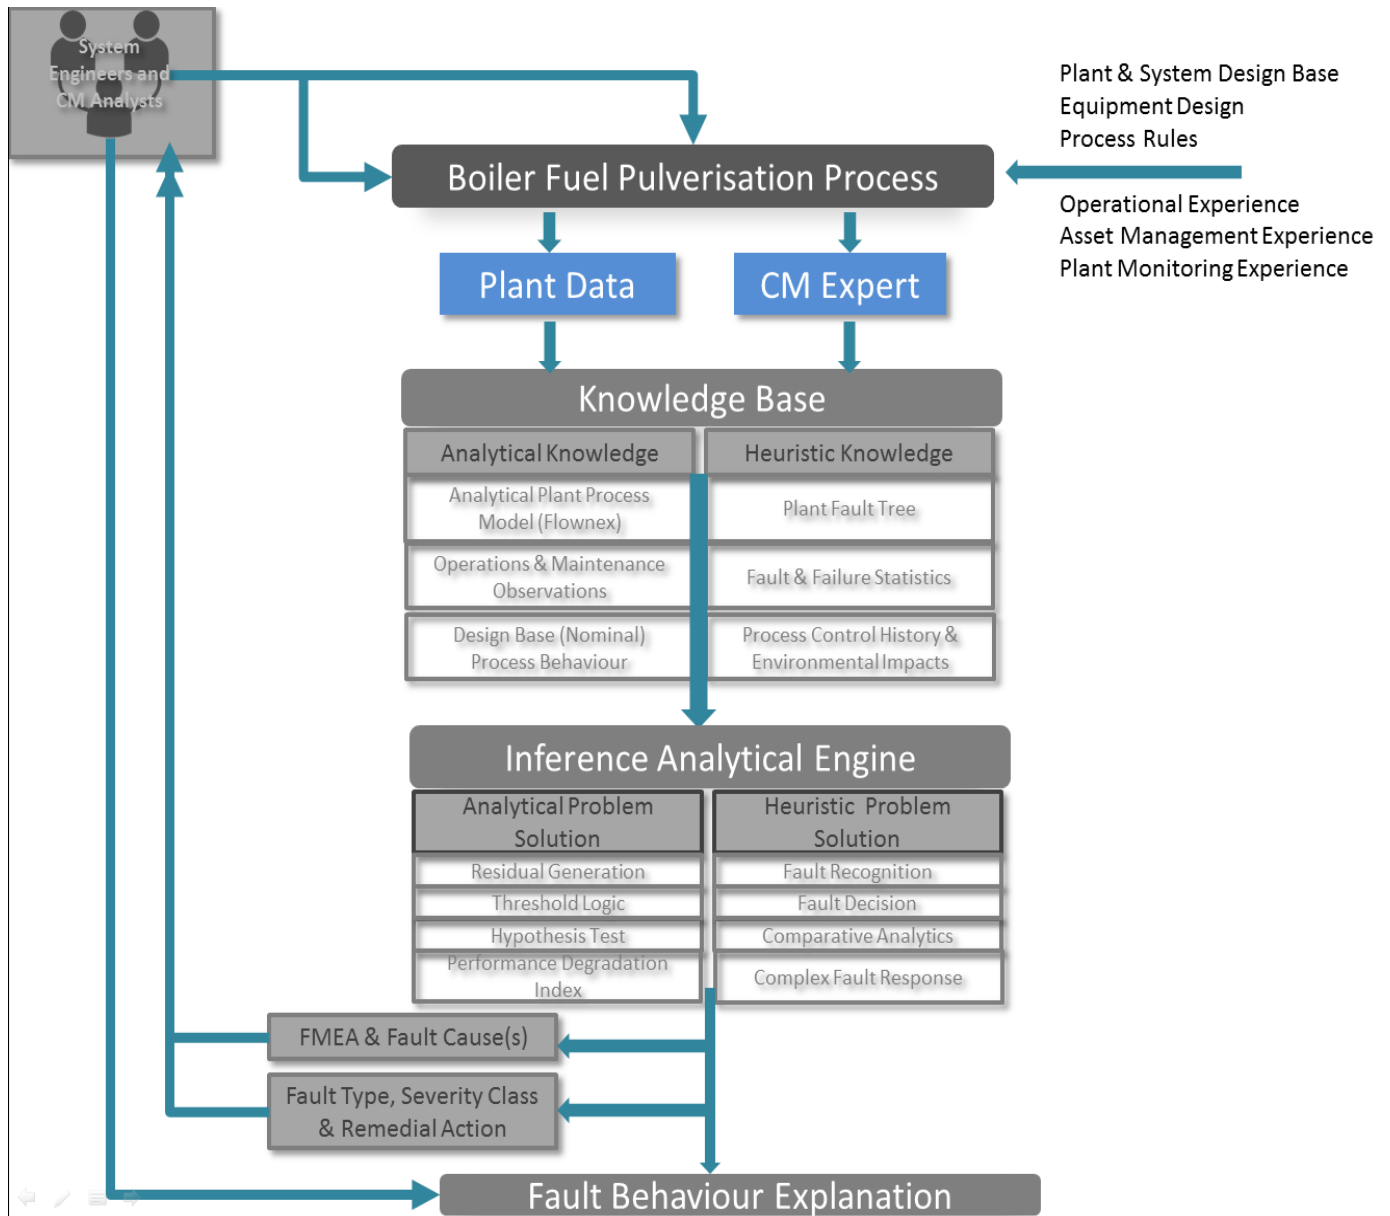 System
Engineers and
CM Analysts
Plant & System Design Base
Equipment Design
Process Rules
Boiler Fuel Pulverisation Process
Operational Experience
Asset Management Experience
Plant Monitoring Experience
Plant Data
CM Expert
Knowledge Base
Analytical Knowledge
Heuristic Knowledge
Analytical Plant Process
Model (Flownex)
Plant Fault Tree
Operations & Maintenance
Observations
Fault & Failure Statistics
Design Base (Nominal)
Process Behaviour
Process Control History &
Environmental Impacts
Inference Analytical Engine
Analytical Problem
Solution
Heuristic Problem
Solution
Residual Generation
Fault Recognition
Threshold Logic
Fault Decision
Hypothesis Test
Comparative Analytics
Performance Degradation
Index
Complex Fault Response
FMEA & Fault Cause(s)
Fault Type, Severity Class
& Remedial Action
Fault Behaviour Explanation